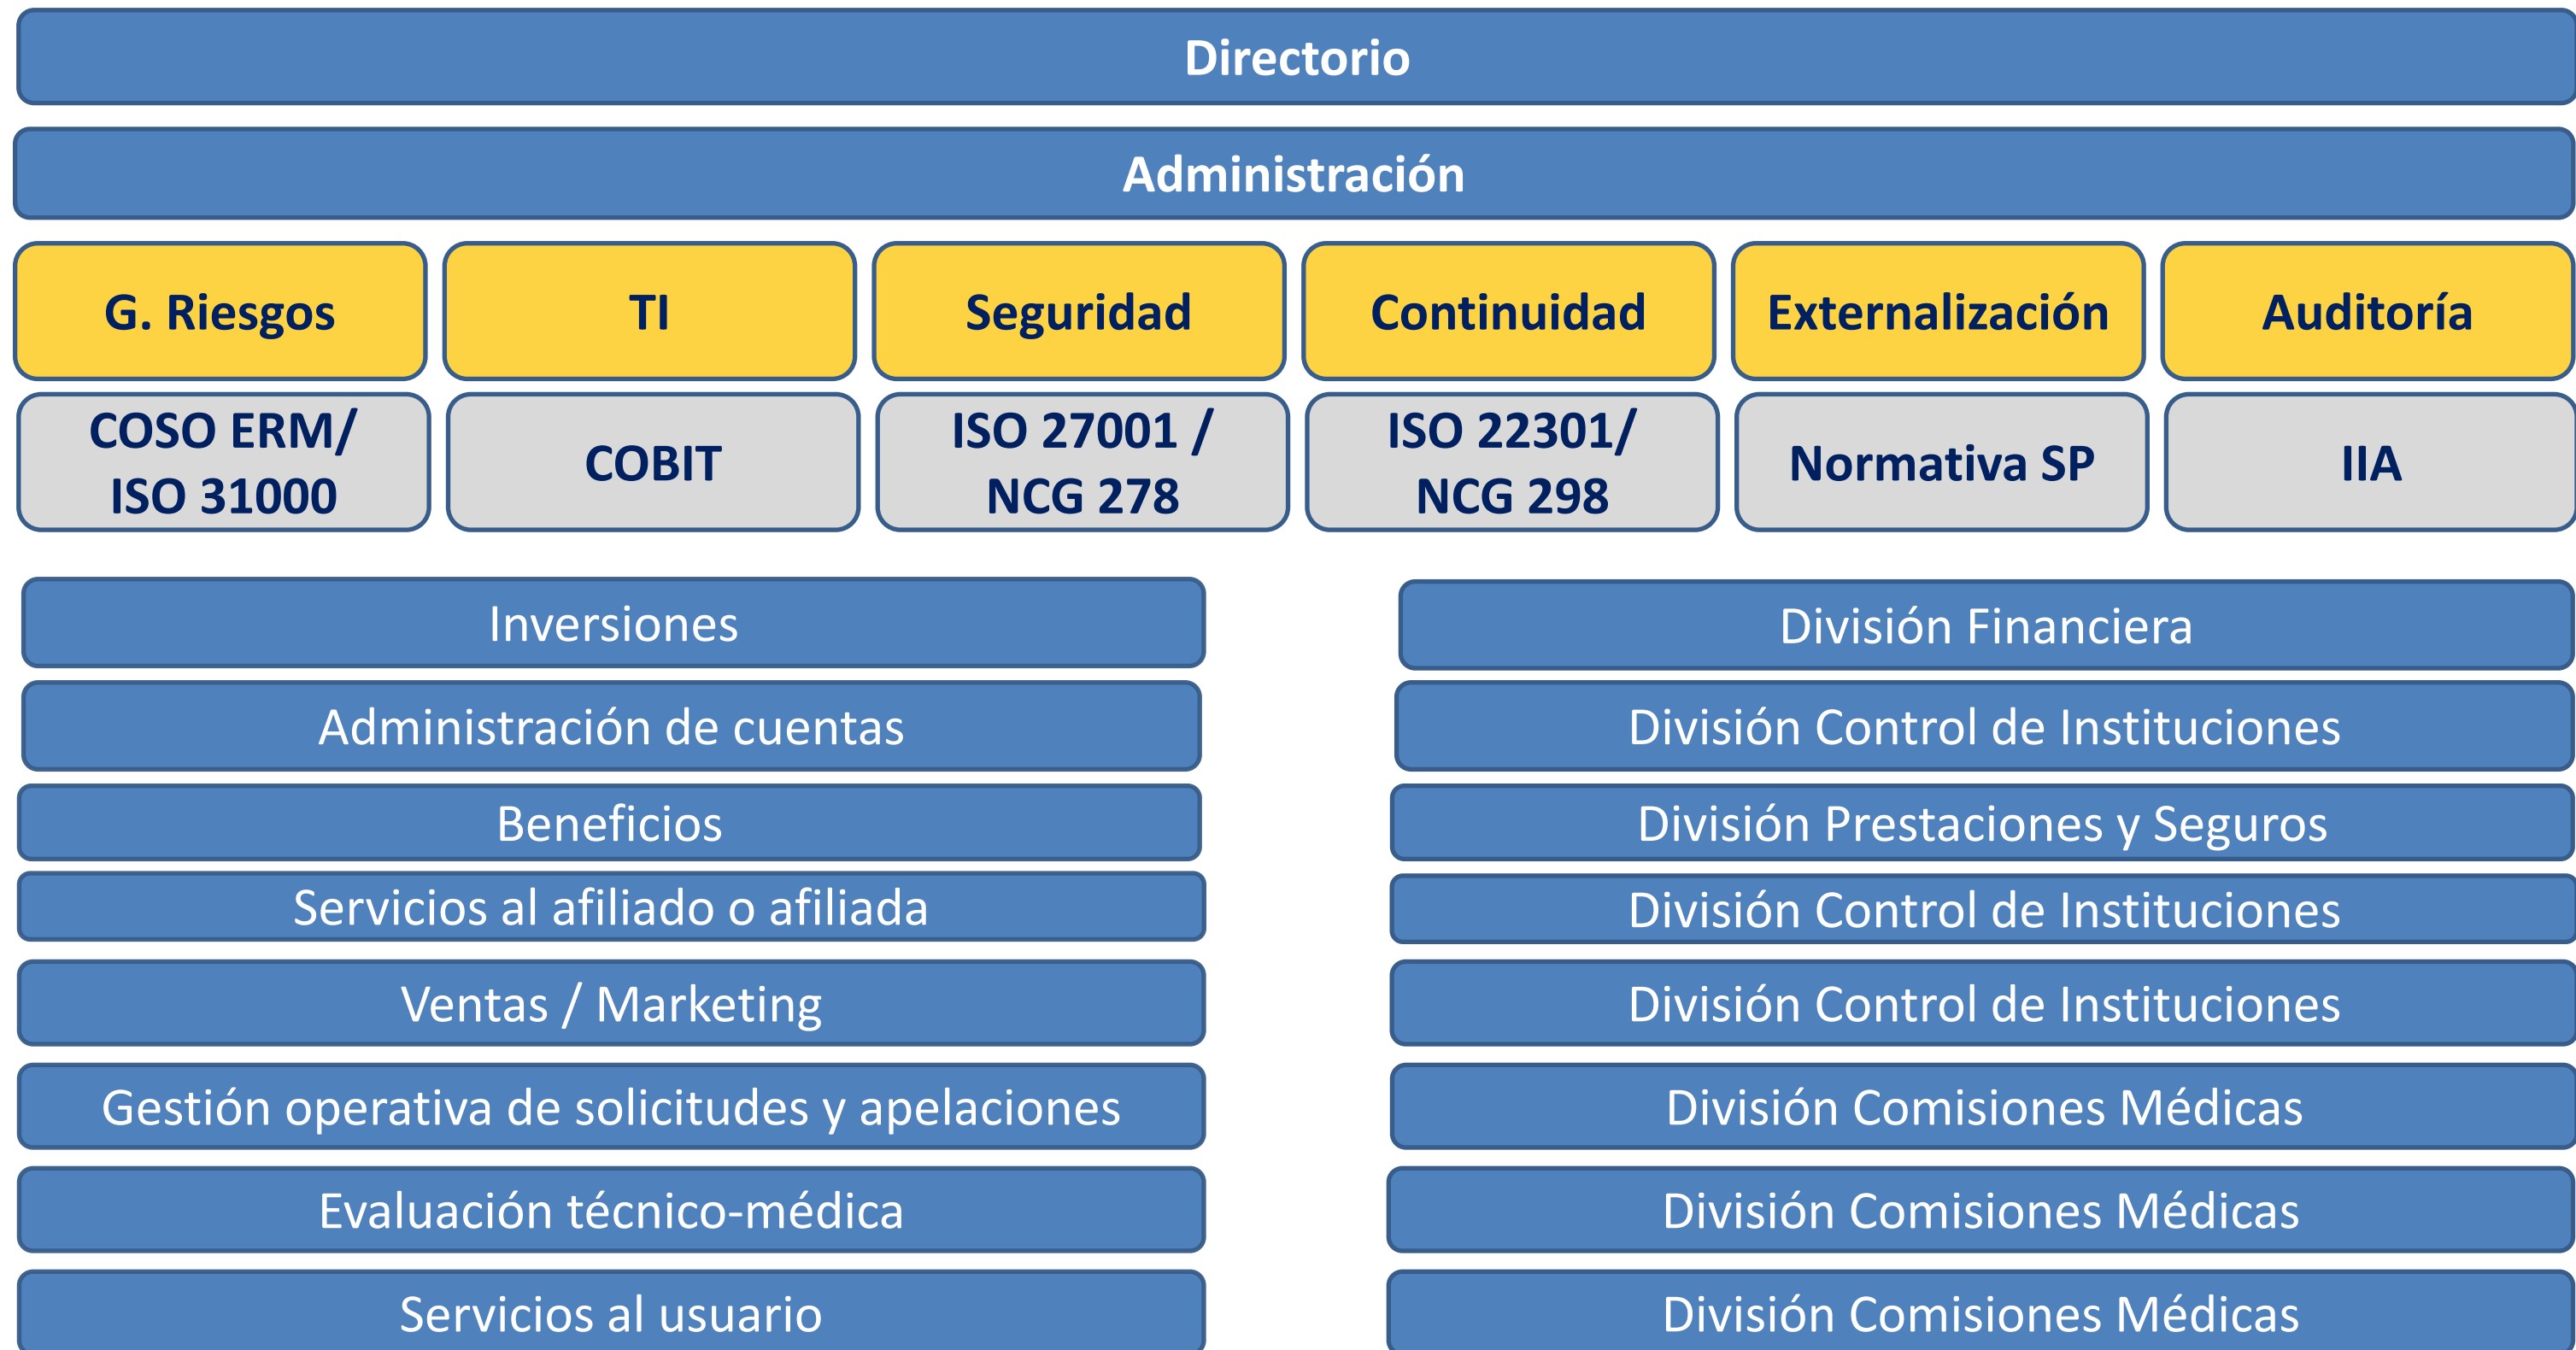 Directorio
Administración
G. Riesgos
TI
Seguridad
Continuidad
Externalización
Auditoría
COSO ERM/
ISO 31000
COBIT
ISO 27001 /
NCG 278
ISO 22301/
NCG 298
Normativa SP
IIA
Inversiones
División Financiera
Administración de cuentas
División Control de Instituciones
Beneficios
División Prestaciones y Seguros
Servicios al afiliado o afiliada
División Control de Instituciones
Ventas / Marketing
División Control de Instituciones
Gestión operativa de solicitudes y apelaciones
División Comisiones Médicas
Evaluación técnico-médica
División Comisiones Médicas
Servicios al usuario
División Comisiones Médicas